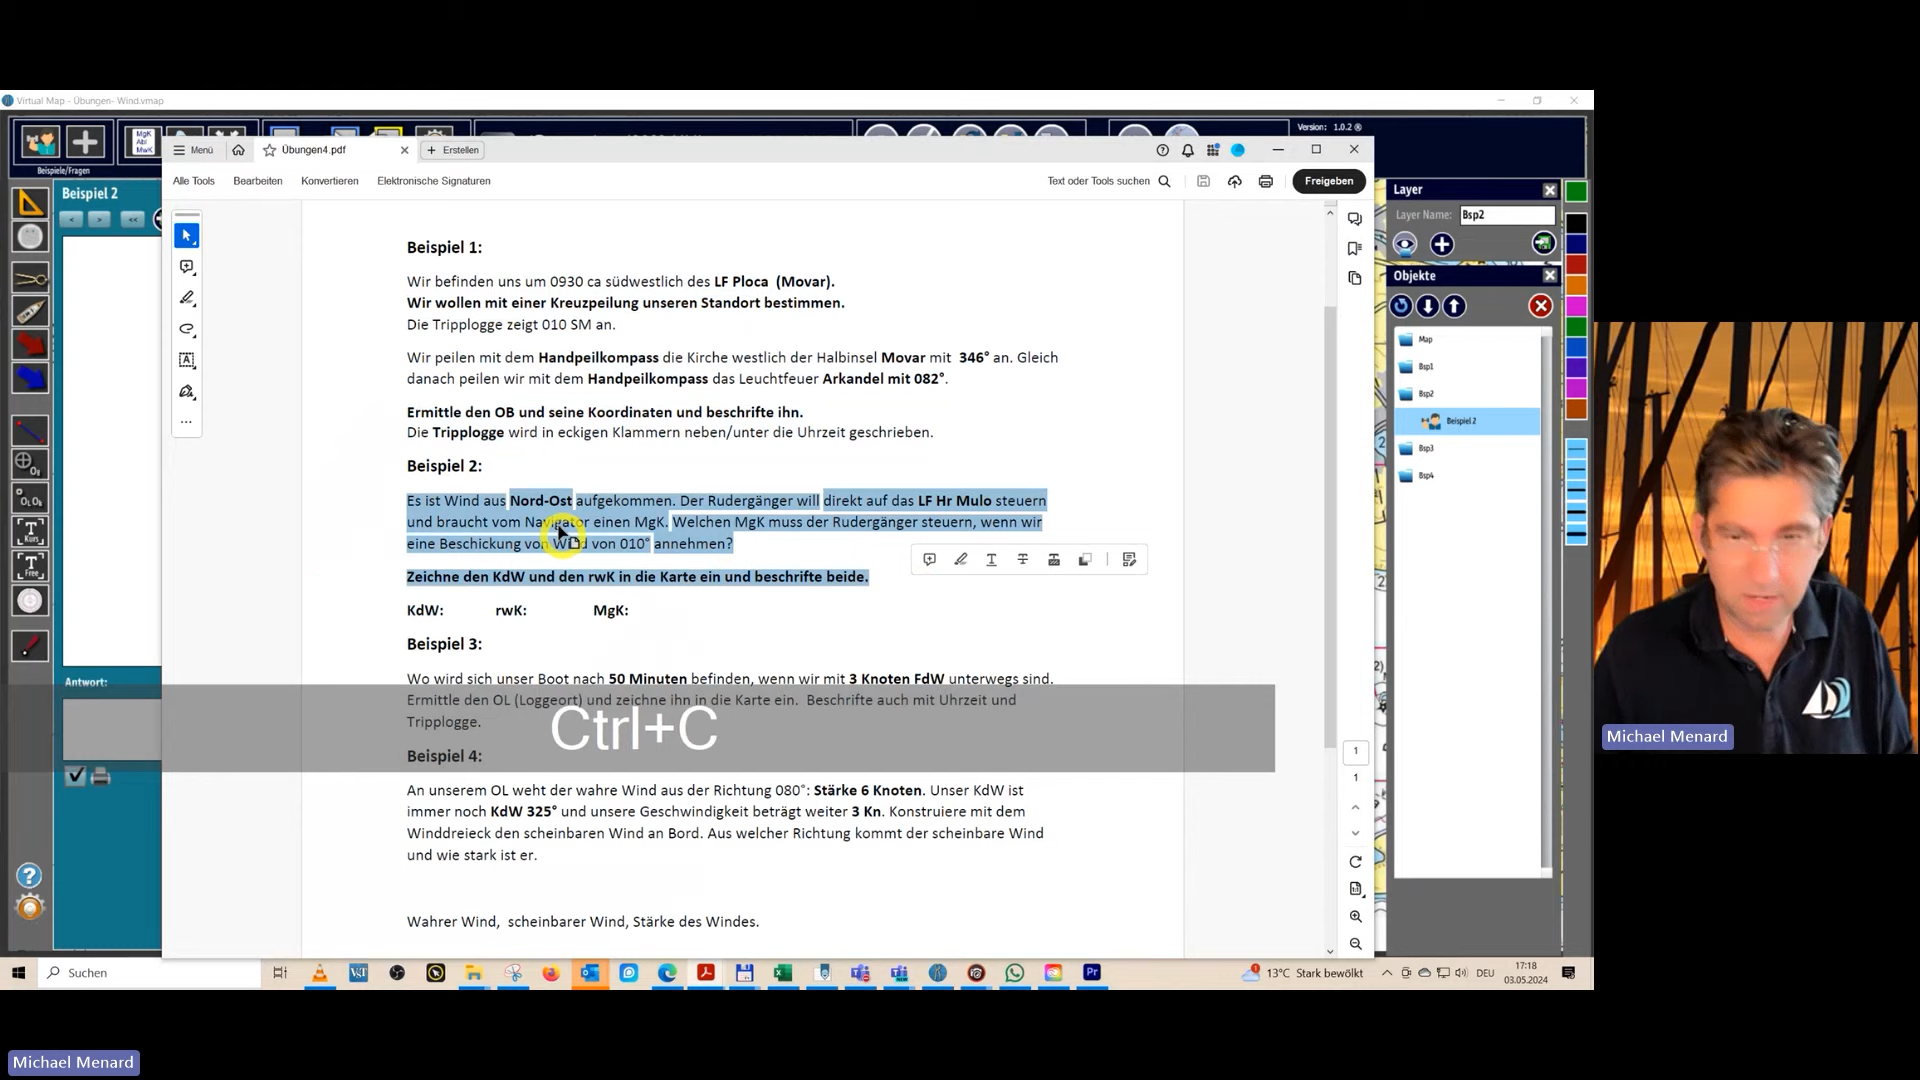 Virtual Map - Übungen- Wind.vmap
Version: 1.0.2 ®
MgK
Abl
MwK
Beispiele/Fragen
Menü
Übungen4.pdf
+ Erstellen
Alle Tools
Bearbeiten
Konvertieren
Elektronische Signaturen
Text oder Tools suchen
Freigeben
Beispiel 2
< > <<
Layer
Layer Name:
Bsp2
Objekte
Map
Bsp1
Bsp2
Beispiel 2
Bsp3
Bsp4
Beispiel 1:
Wir befinden uns um 0930 ca südwestlich des LF Ploca (Movar).
Wir wollen mit einer Kreuzpeilung unseren Standort bestimmen.
Die Tripplogge zeigt 010 SM an.
Wir peilen mit dem Handpeilkompass die Kirche westlich der Halbinsel Movar mit 346° an. Gleich
danach peilen wir mit dem Handpeilkompass das Leuchtfeuer Arkandel mit 082°.
Ermittle den OB und seine Koordinaten und beschrifte ihn.
Die Tripplogge wird in eckigen Klammern neben/unter die Uhrzeit geschrieben.
Beispiel 2:
Es ist Wind aus Nord-Ost aufgekommen. Der Rudergänger will direkt auf das LF Hr Mulo steuern
und braucht vom Navigator einen MgK. Welchen MgK muss der Rudergänger steuern, wenn wir
eine Beschickung von Wind von 010° annehmen?
Zeichne den KdW und den rwK in die Karte ein und beschrifte beide.
KdW: rwK: MgK:
Beispiel 3:
Wo wird sich unser Boot nach 50 Minuten befinden, wenn wir mit 3 Knoten FdW unterwegs sind.
Ermittle den OL (Loggeort) und zeichne ihn in die Karte ein. Beschrifte auch mit Uhrzeit und
Tripplogge.
Ctrl+C
Beispiel 4:
An unserem OL weht der wahre Wind aus der Richtung 080°: Stärke 6 Knoten. Unser KdW ist
immer noch KdW 325° und unsere Geschwindigkeit beträgt weiter 3 Kn. Konstruiere mit dem
Winddreieck den scheinbaren Wind an Bord. Aus welcher Richtung kommt der scheinbare Wind
und wie stark ist er.
Wahrer Wind, scheinbarer Wind, Stärke des Windes.
Antwort:
1
1
Kurs
Free
Suchen
13°C Stark bewölkt
DEU
17:18
03.05.2024
Michael Menard
Michael Menard